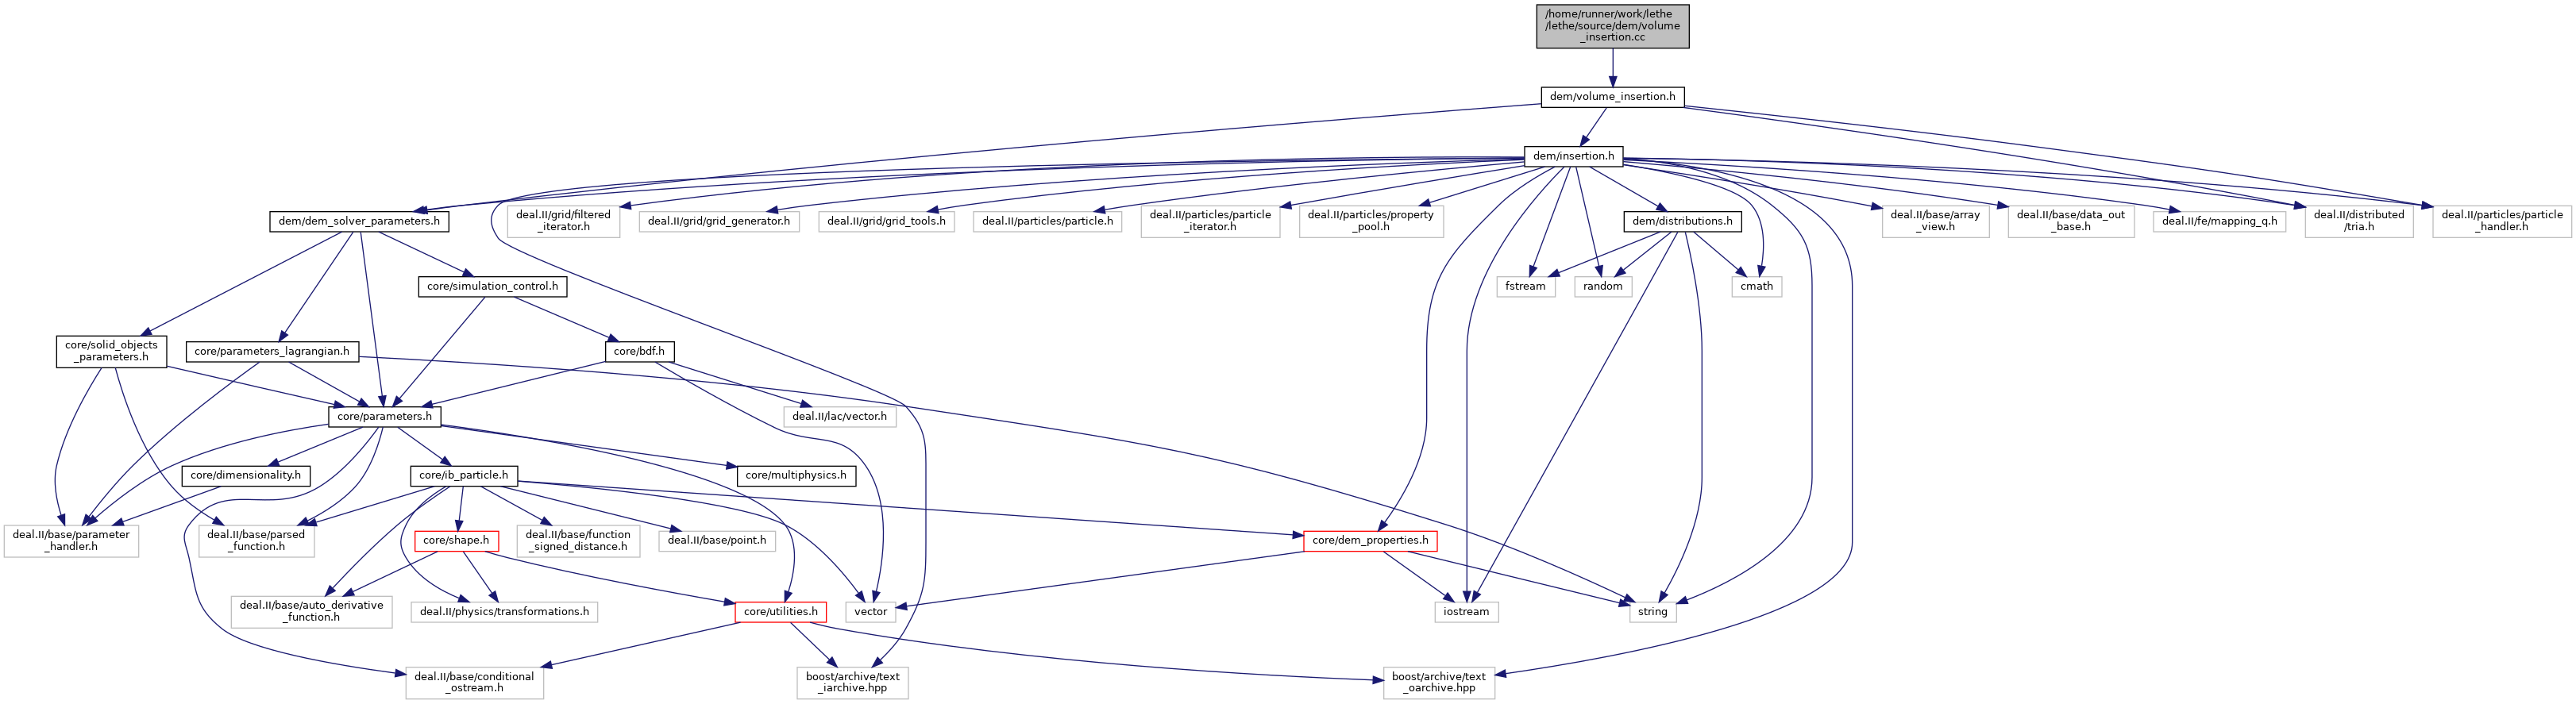 /home/runner/work/lethe
/lethe/source/dem/volume
_insertion.cc
dem/volume_insertion.h
dem/insertion.h
dem/dem_solver_parameters.h
deal.II/grid/filtered
_iterator.h
deal.II/grid/grid_generator.h
deal.II/grid/grid_tools.h
deal.II/particles/particle.h
deal.II/particles/particle
_iterator.h
deal.II/particles/property
_pool.h
dem/distributions.h
deal.II/base/array
_view.h
deal.II/base/data_out
_base.h
deal.II/fe/mapping_q.h
deal.II/distributed
/tria.h
deal.II/particles/particle
_handler.h
core/simulation_control.h
fstream
random
cmath
core/solid_objects
_parameters.h
core/parameters_lagrangian.h
core/bdf.h
core/parameters.h
deal.II/lac/vector.h
core/dimensionality.h
core/ib_particle.h
core/multiphysics.h
deal.II/base/parameter
_handler.h
deal.II/base/parsed
_function.h
core/shape.h
deal.II/base/function
_signed_distance.h
deal.II/base/point.h
core/dem_properties.h
deal.II/base/auto_derivative
_function.h
deal.II/physics/transformations.h
core/utilities.h
vector
iostream
string
deal.II/base/conditional
_ostream.h
boost/archive/text
_iarchive.hpp
boost/archive/text
_oarchive.hpp